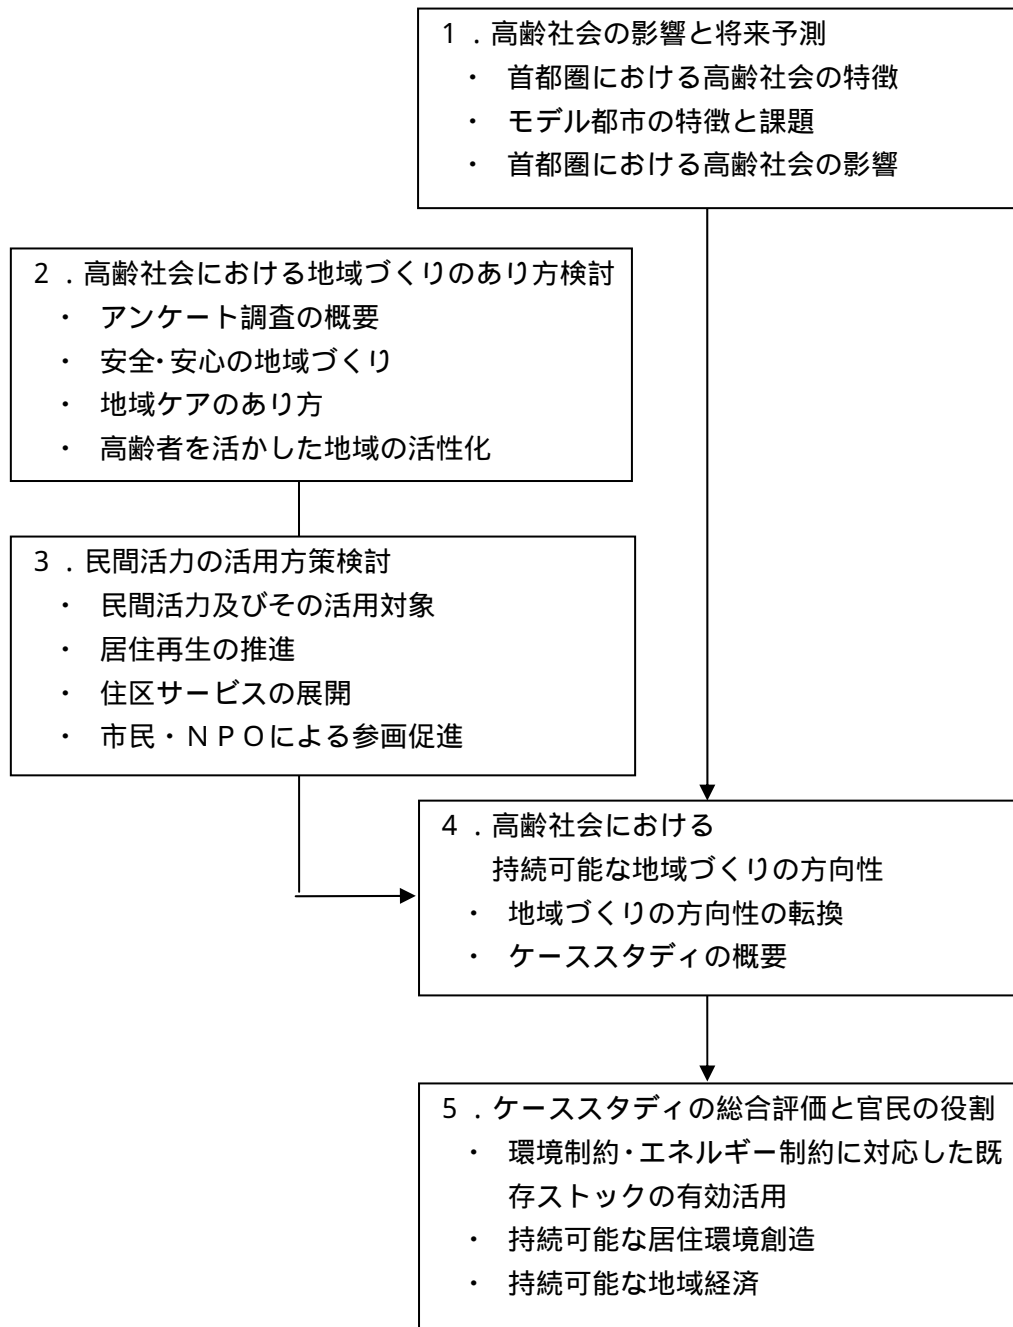 1．高齢社会の影響と将来予測
・ 首都圏における高齢社会の特徴
・ モデル都市の特徴と課題
・ 首都圏における高齢社会の影響
2．高齢社会における地域づくりのあり方検討
・ アンケート調査の概要
・ 安全・安心の地域づくり
・ 地域ケアのあり方
・ 高齢者を活かした地域の活性化
3．民間活力の活用方策検討
・ 民間活力及びその活用対象
・ 居住再生の推進
・ 住区サービスの展開
・ 市民・ＮＰＯによる参画促進
4．高齢社会における
持続可能な地域づくりの方向性
・ 地域づくりの方向性の転換
・ ケーススタディの概要
5．ケーススタディの総合評価と官民の役割
・ 環境制約・エネルギー制約に対応した既
存ストックの有効活用
・ 持続可能な居住環境創造
・ 持続可能な地域経済